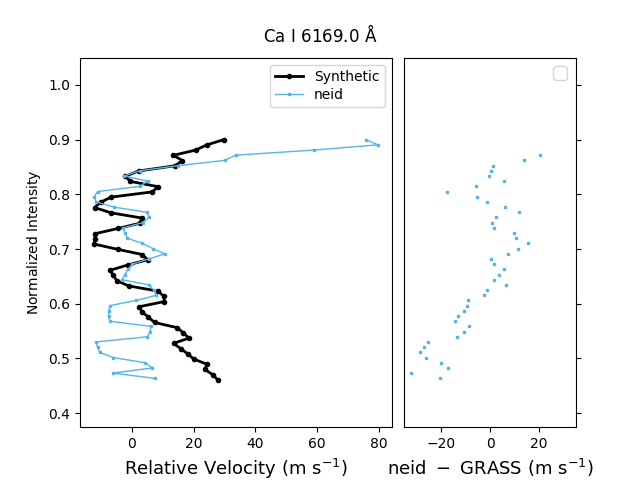 Ca I 6169.0 Å
Synthetic
neid
Normalized Intensity
1.0
0.9
0.8
0.7
0.6
0.5
0.4
0
20
40
60
80
−20
0
20
Relative Velocity (m s⁻¹)
neid − GRASS (m s⁻¹)